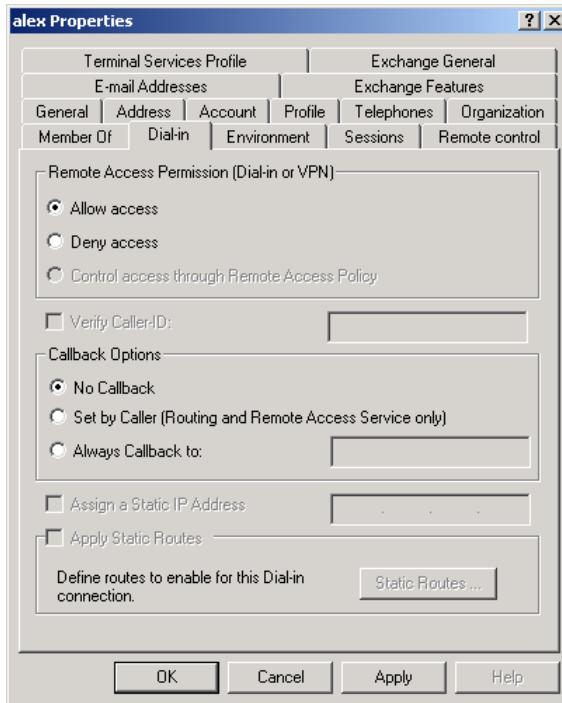 alex Properties
Terminal Services Profile Exchange General
E-mail Addresses Exchange Features
General Address Account Profile Telephones Organization
Member Of Dial-in Environment Sessions Remote control
Remote Access Permission (Dial-in or VPN)
Allow access
Deny access
Control access through Remote Access Policy
Verify Caller-ID:
Callback Options
No Callback
Set by Caller (Routing and Remote Access Service only)
Always Callback to:
Assign a Static IP Address
Apply Static Routes
Define routes to enable for this Dial-in
connection.
Static Routes ...
OK Cancel Apply Help